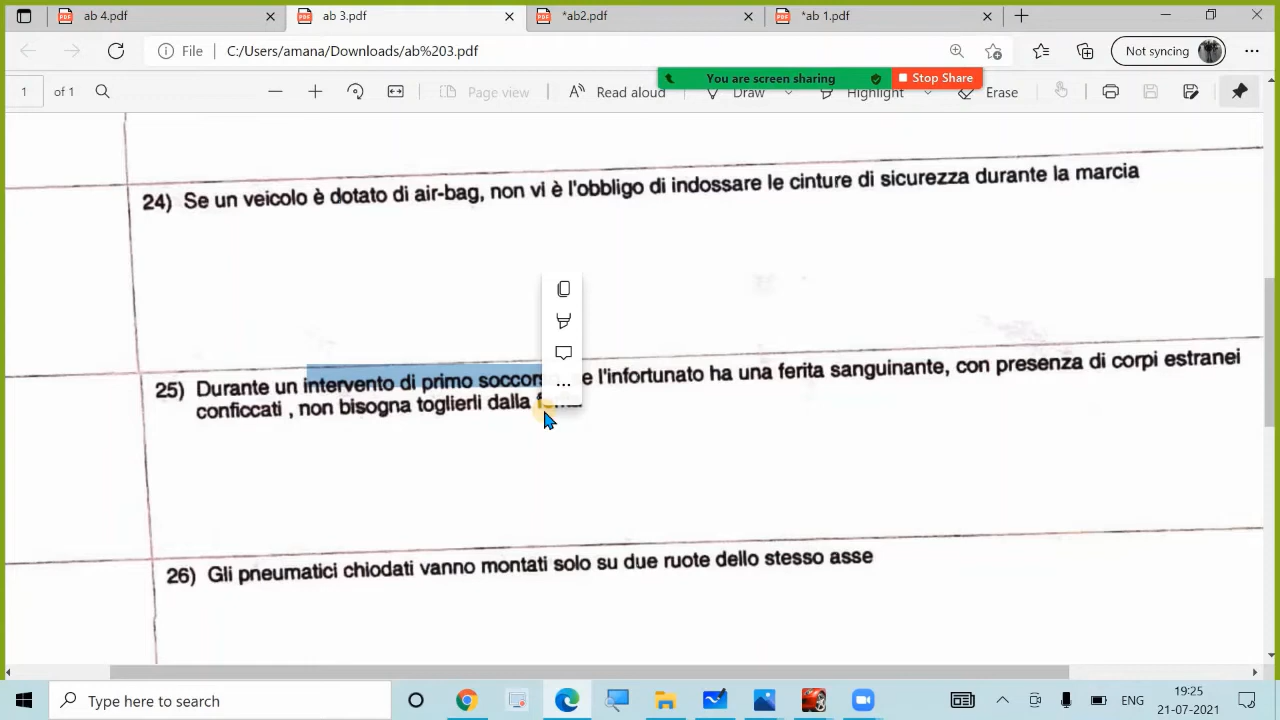 ab 4.pdf
ab 3.pdf
*ab2.pdf
*ab 1.pdf
File
C:/Users/amana/Downloads/ab%203.pdf
Not syncing
You are screen sharing
Stop Share
1 of 1
Page view
Read aloud
Draw
Highlight
Erase
24) Se un veicolo è dotato di air-bag, non vi è l'obbligo di indossare le cinture di sicurezza durante la marcia
25) Durante un intervento di primo soccorso e l'infortunato ha una ferita sanguinante, con presenza di corpi estranei
conficcati , non bisogna toglierli dalla
26) Gli pneumatici chiodati vanno montati solo su due ruote dello stesso asse
Type here to search
ENG
19:25
21-07-2021